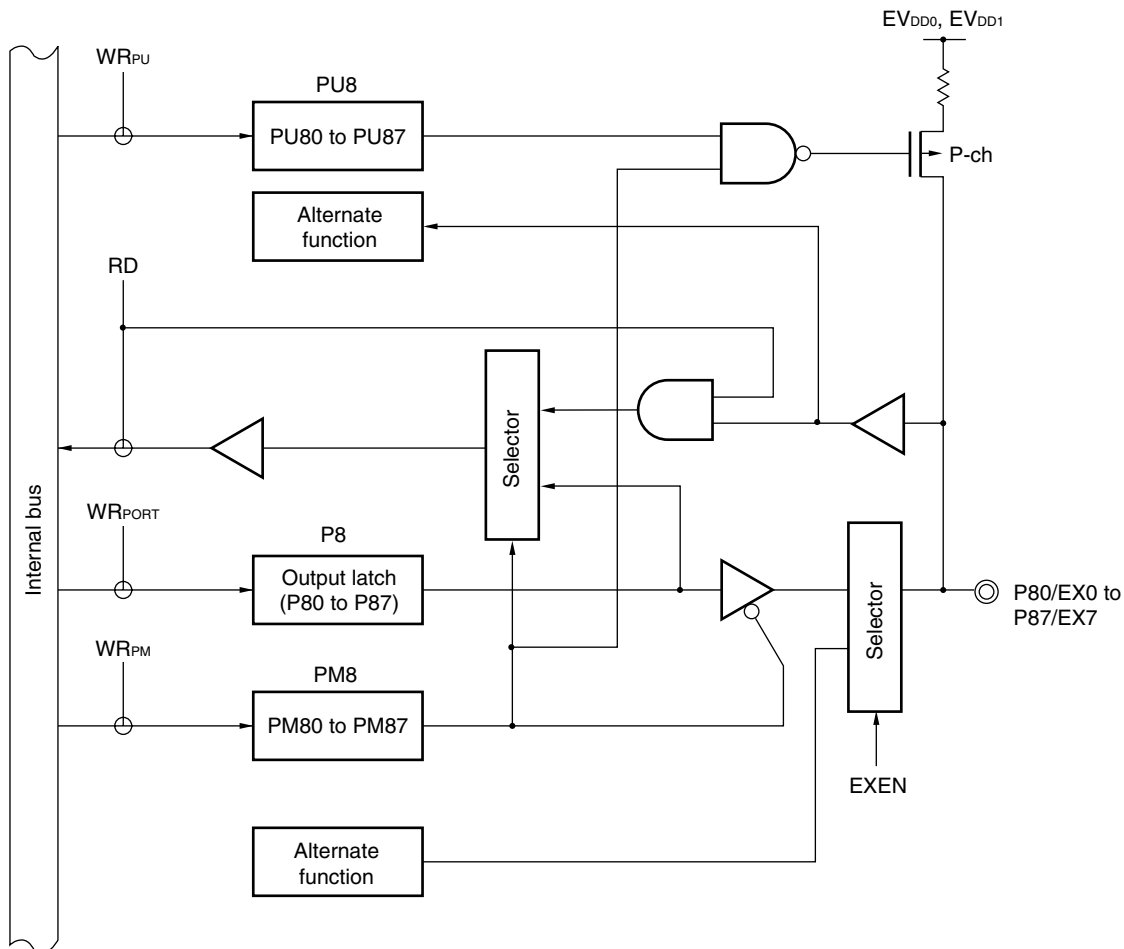 EVDD0, EVDD1
WRPU
PU8
PU80 to PU87
P-ch
Alternate
function
RD
Selector
Internal bus
WRPORT
P8
Output latch
(P80 to P87)
Selector
P80/EX0 to
P87/EX7
WRPM
PM8
PM80 to PM87
EXEN
Alternate
function